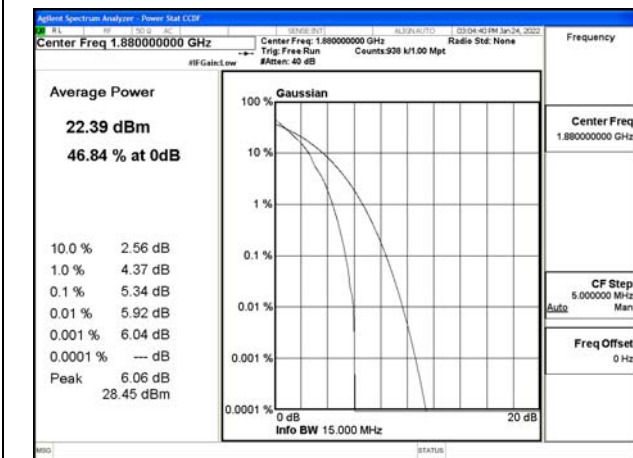 Agilent Spectrum Analyzer - Power Stat CCDF
RL RF 50 Ω AC SENSE:INT ALIGN AUTO 03:04:40 PM Jan 24, 2022
Center Freq 1.880000000 GHz
Center Freq: 1.880000000 GHz
Radio Std: None
Trig: Free Run
Counts:938 k/1.00 Mpt
#IFGain:Low
#Atten: 40 dB
Frequency
Average Power
22.39 dBm
46.84 % at 0dB
10.0 % 2.56 dB
1.0 % 4.37 dB
0.1 % 5.34 dB
0.01 % 5.92 dB
0.001 % 6.04 dB
0.0001 % --- dB
Peak 6.06 dB
28.45 dBm
Gaussian
100 %
10 %
1 %
0.1 %
0.01 %
0.001 %
0.0001 %
0 dB
20 dB
Info BW 15.000 MHz
Center Freq
1.880000000 GHz
CF Step
5.000000 MHz
Auto Man
Freq Offset
0 Hz
MSG
STATUS